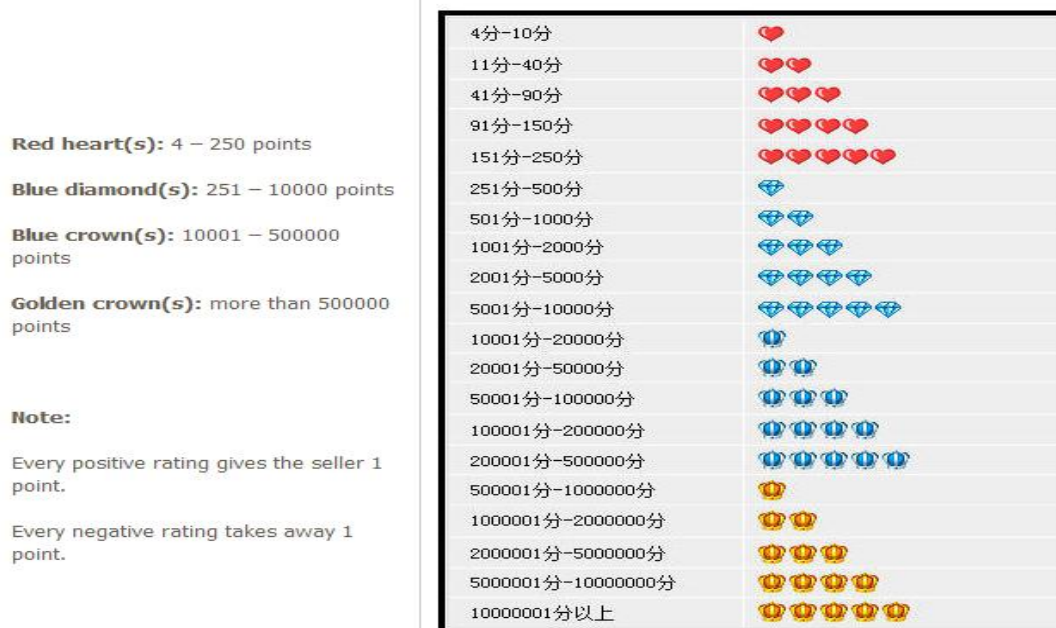 Red heart(s): 4 – 250 points
Blue diamond(s): 251 – 10000 points
Blue crown(s): 10001 – 500000
points
Golden crown(s): more than 500000
points
Note:
Every positive rating gives the seller 1
point.
Every negative rating takes away 1
point.
4分-10分
11分-40分
41分-90分
91分-150分
151分-250分
251分-500分
501分-1000分
1001分-2000分
2001分-5000分
5001分-10000分
10001分-20000分
20001分-50000分
50001分-100000分
100001分-200000分
200001分-500000分
500001分-1000000分
1000001分-2000000分
2000001分-5000000分
5000001分-10000000分
10000001分以上